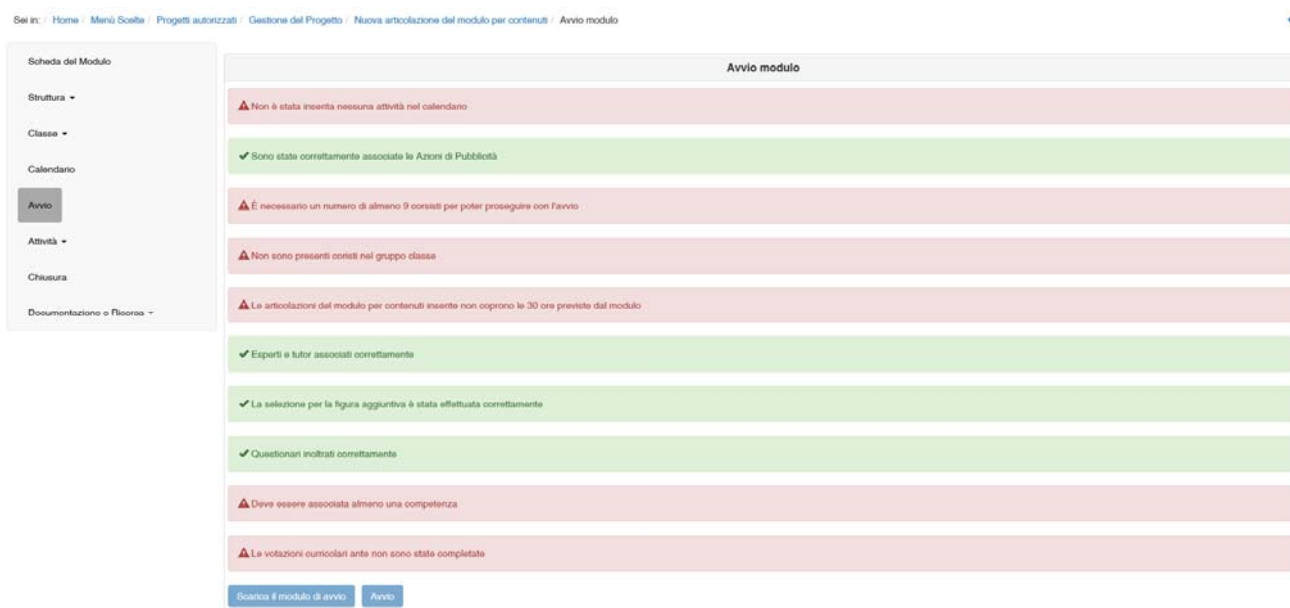 Sei in: / Home / Menù Scelte / Progetti autorizzati / Gestione del Progetto / Nuova articolazione del modulo per contenuti / Avvio modulo
Scheda del Modulo
Struttura
Classe
Calendario
Avvio
Attività
Chiusura
Documentazione e Ricerca
Avvio modulo
Non è stata inserita nessuna attività nel calendario
Sono state correttamente associate le Azioni di Pubblicità
È necessario un numero di almeno 9 corsisti per poter proseguire con l'avvio
Non sono presenti corsiti nel gruppo classe
Le articolazioni del modulo per contenuti inserite non coprono le 30 ore previste dal modulo
Esperti e tutor associati correttamente
La selezione per la figura aggiuntiva è stata effettuata correttamente
Questionari inoltrati correttamente
Deve essere associata almeno una competenza
Le votazioni curricolari ante non sono state completate
Scarica il modulo di avvio
Avvio